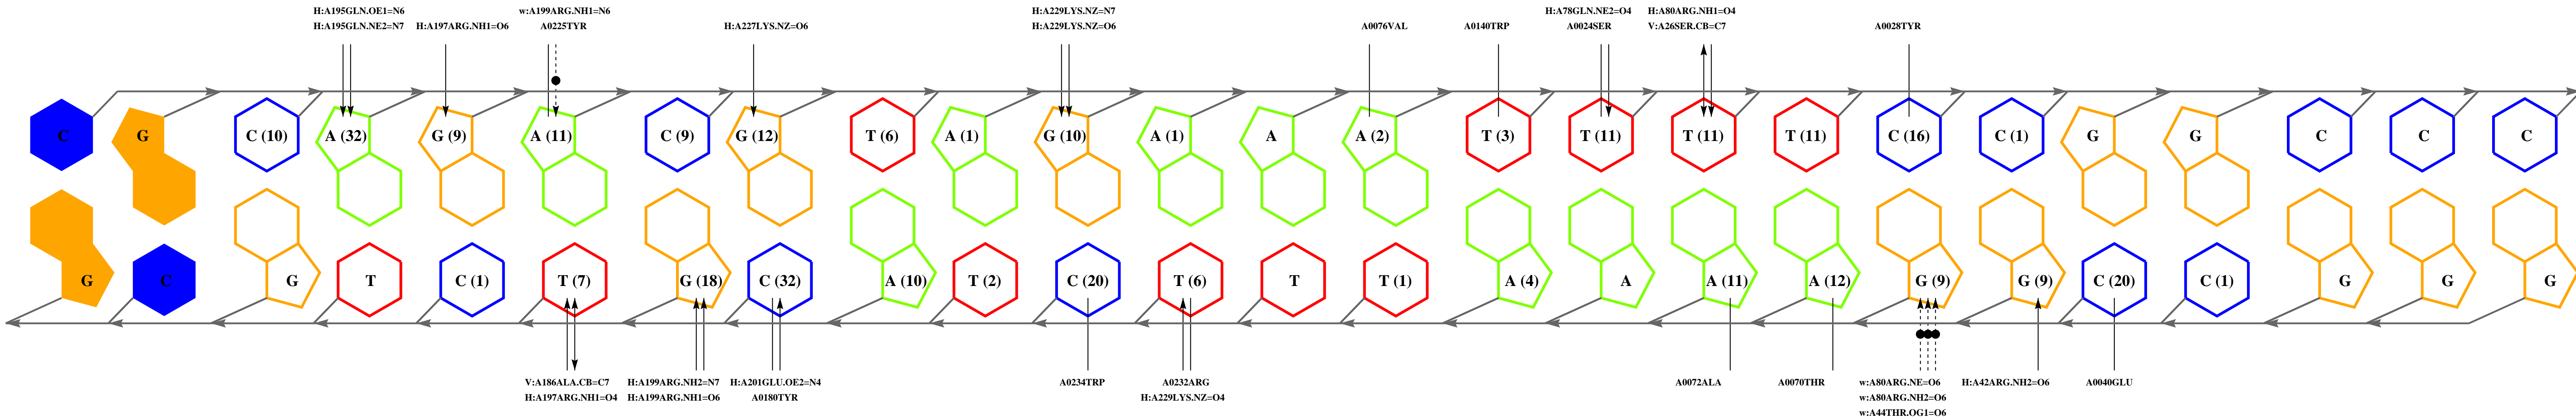 H:A195GLN.OE1=N6 w:A199ARG.NH1=N6 H:A229LYS.NZ=N7 H:A78GLN.NE2=O4 H:A80ARG.NH1=O4
H:A195GLN.NE2=N7 H:A197ARG.NH1=O6 A0225TYR H:A227LYS.NZ=O6 H:A229LYS.NZ=O6 A0076VAL A0140TRP A0024SER V:A26SER.CB=C7 A0028TYR
C G C (10) A (32) G (9) A (11) C (9) G (12) T (6) A (1) G (10) A (1) A A (2) T (3) T (11) T (11) T (11) C (16) C (1) G G C C C
G C G T C (1) T (7) G (18) C (32) A (10) T (2) C (20) T (6) T T (1) A (4) A A (11) A (12) G (9) G (9) C (20) C (1) G G G
V:A186ALA.CB=C7 H:A199ARG.NH2=N7 H:A201GLU.OE2=N4 A0234TRP A0232ARG A0072ALA A0070THR w:A80ARG.NE=O6 H:A42ARG.NH2=O6 A0040GLU
H:A197ARG.NH1=O4 H:A199ARG.NH1=O6 A0180TYR H:A229LYS.NZ=O4 w:A80ARG.NH2=O6
w:A44THR.OG1=O6